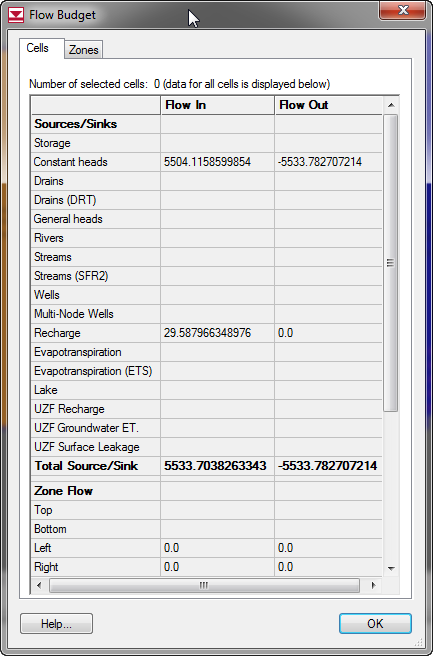 Flow Budget
Cells Zones
Number of selected cells: 0 (data for all cells is displayed below)
Flow In Flow Out
Sources/Sinks
Storage
Constant heads 5504.1158599854 -5533.782707214
Drains
Drains (DRT)
General heads
Rivers
Streams
Streams (SFR2)
Wells
Multi-Node Wells
Recharge 29.587966348976 0.0
Evapotranspiration
Evapotranspiration (ETS)
Lake
UZF Recharge
UZF Groundwater ET.
UZF Surface Leakage
Total Source/Sink 5533.7038263343 -5533.782707214
Zone Flow
Top
Bottom
Left 0.0 0.0
Right 0.0 0.0
Help... OK